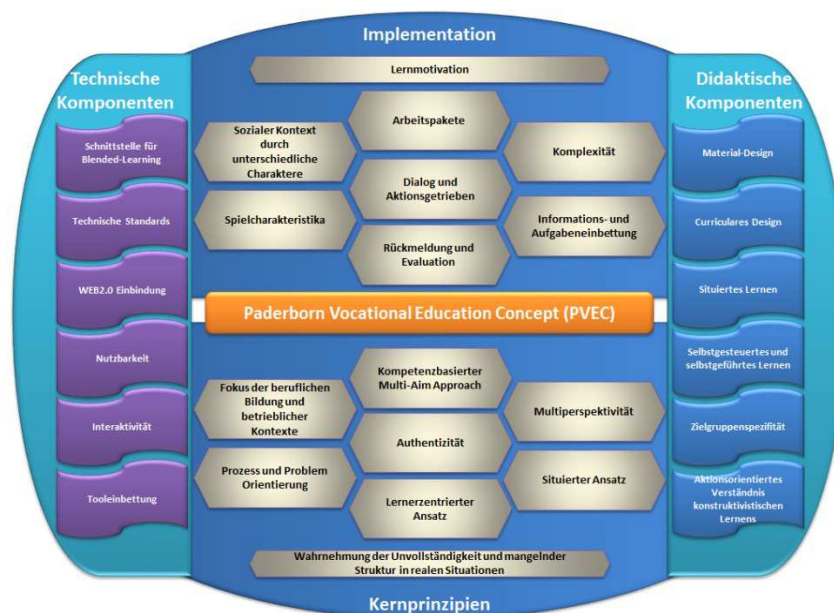 Implementation
Lernmotivation
Technische
Komponenten
Schnittstelle für
Blended-Learning
Technische Standards
WEB2.0 Einbindung
Nutzbarkeit
Interaktivität
Tooleinbettung
Sozialer Kontext
durch
unterschiedliche
Charaktere
Spielcharakteristika
Arbeitspakete
Dialog und
Aktionsgetrieben
Rückmeldung und
Evaluation
Komplexität
Informations- und
Aufgabeneinbettung
Paderborn Vocational Education Concept (PVEC)
Fokus der beruflichen
Bildung und
betrieblicher
Kontexte
Prozess und Problem
Orientierung
Kompetenzbasierter
Multi-Aim Approach
Authentizität
Lernerzentrierter
Ansatz
Multiperspektivität
Situierter Ansatz
Wahrnehmung der Unvollständigkeit und mangelnder
Struktur in realen Situationen
Kernprinzipien
Didaktische
Komponenten
Material-Design
Curriculares Design
Situiertes Lernen
Selbstgesteuertes und
selbstgeführtes Lernen
Zielgruppenspezifität
Aktionsorientiertes
Verständnis
konstruktivistischen
Lernens